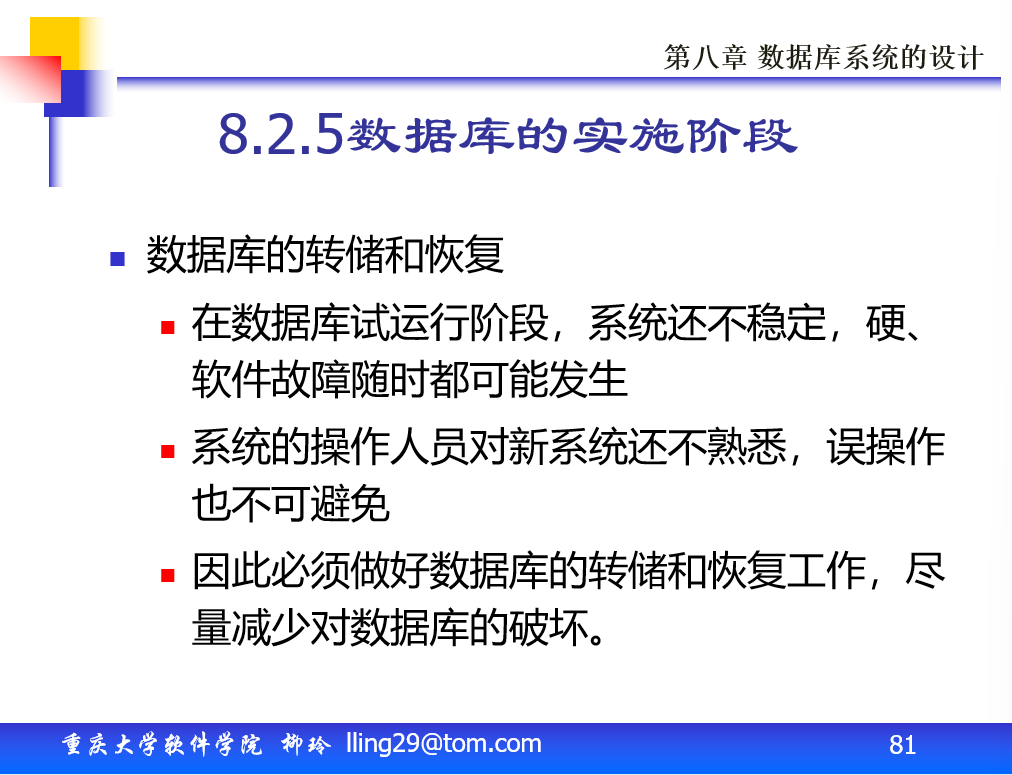 第八章 数据库系统的设计
8.2.5数据库的实施阶段
数据库的转储和恢复
在数据库试运行阶段，系统还不稳定，硬、
软件故障随时都可能发生
系统的操作人员对新系统还不熟悉，误操作
也不可避免
因此必须做好数据库的转储和恢复工作，尽
量减少对数据库的破坏。
重庆大学软件学院 柳玲 lling29@tom.com
81